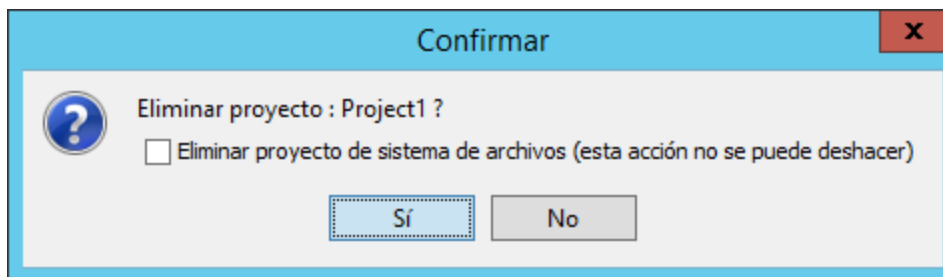 Confirmar
x
Eliminar proyecto : Project1 ?
Eliminar proyecto de sistema de archivos (esta acción no se puede deshacer)
Sí
No